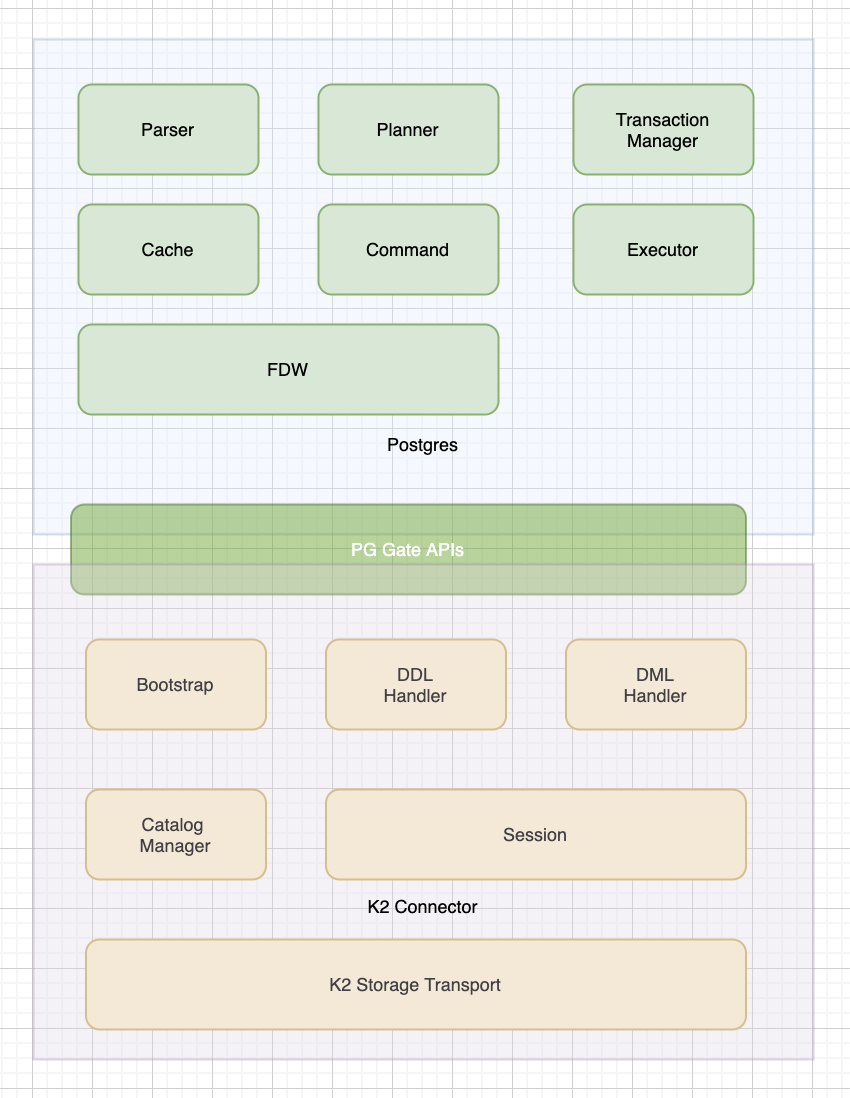 Parser
Planner
Transaction
Manager
Cache
Command
Executor
FDW
Postgres
PG Gate APIs
Bootstrap
DDL
Handler
DML
Handler
Catalog
Manager
Session
K2 Connector
K2 Storage Transport